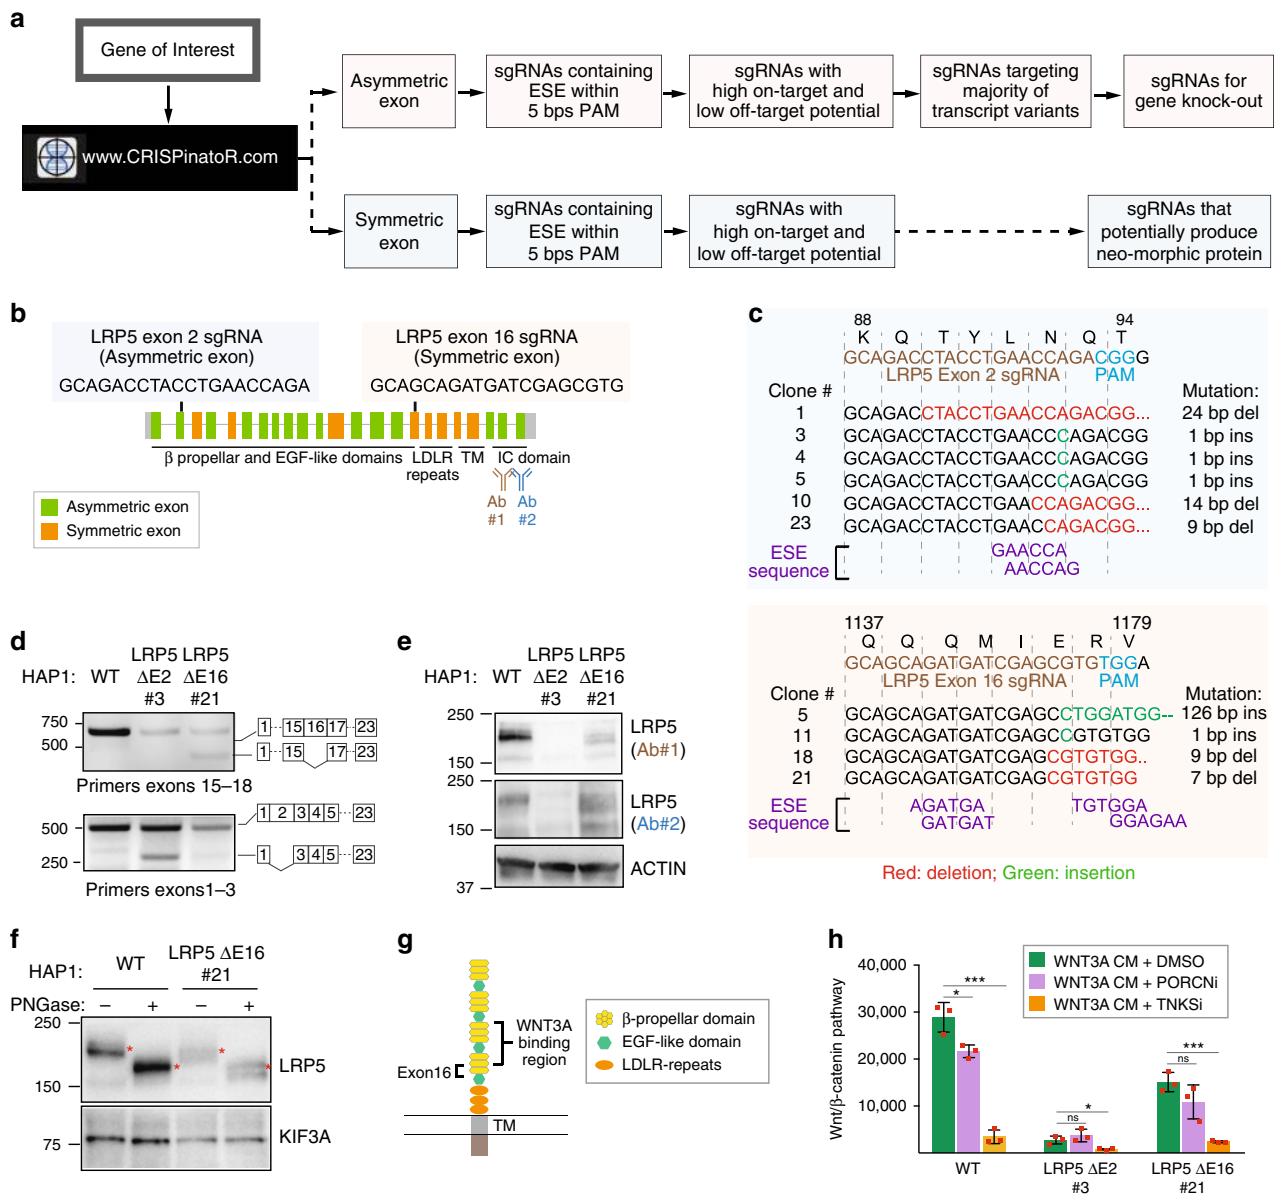 a
Gene of Interest
www.CRISPinatoR.com
Asymmetric
exon
sgRNAs containing
ESE within
5 bps PAM
sgRNAs with
high on-target and
low off-target potential
sgRNAs targeting
majority of
transcript variants
sgRNAs for
gene knock-out
Symmetric
exon
sgRNAs containing
ESE within
5 bps PAM
sgRNAs with
high on-target and
low off-target potential
sgRNAs that
potentially produce
neo-morphic protein
b
LRP5 exon 2 sgRNA
(Asymmetric exon)
GCAGACCTACCTGAACCAGA
LRP5 exon 16 sgRNA
(Symmetric exon)
GCAGCAGATGATCGAGCGTG
β propellar and EGF-like domains
LDLR
repeats
TM
IC domain
Ab
#1
Ab
#2
Asymmetric exon
Symmetric exon
c
88 94
K Q T Y L N Q T
GCAGACCTACCTGAACCAGACGGG
LRP5 Exon 2 sgRNA PAM
Clone # Mutation:
1 GCAGACCTACCTGAACCAGACGG... 24 bp del
3 GCAGACCTACCTGAACCCAGACGG 1 bp ins
4 GCAGACCTACCTGAACCCAGACGG 1 bp ins
5 GCAGACCTACCTGAACCCAGACGG 1 bp ins
10 GCAGACCTACCTGAACCAGACGG... 14 bp del
23 GCAGACCTACCTGAACCAGACGG... 9 bp del
ESE
sequence
GAACCA
AACCAG
1137 1179
Q Q Q M I E R V
GCAGCAGATGATCGAGCGTGTGGA
LRP5 Exon 16 sgRNA PAM
Clone # Mutation:
5 GCAGCAGATGATCGAGCCTGGATGG-- 126 bp ins
11 GCAGCAGATGATCGAGCCGTGTGG 1 bp ins
18 GCAGCAGATGATCGAGCGTGTGG.. 9 bp del
21 GCAGCAGATGATCGAGCGTGTGG 7 bp del
ESE
sequence
AGATGA TGTGGA
GATGAT GGAGAA
Red: deletion; Green: insertion
d
HAP1: WT
LRP5
ΔE2
#3
LRP5
ΔE16
#21
750
500
1 15 16 17 23
1 15 17 23
Primers exons 15–18
500
250
1 2 3 4 5 23
1 3 4 5 23
Primers exons1–3
e
HAP1: WT
LRP5
ΔE2
#3
LRP5
ΔE16
#21
250
150
LRP5
(Ab#1)
250
150
LRP5
(Ab#2)
37
ACTIN
f
HAP1: WT
LRP5 ΔE16
#21
PNGase: – + – +
250
150
* * * *
LRP5
75
KIF3A
g
WNT3A
binding
region
Exon16
TM
β-propellar domain
EGF-like domain
LDLR-repeats
h
WNT3A CM + DMSO
WNT3A CM + PORCNi
WNT3A CM + TNKSi
Wnt/β-catenin pathway
40,000
30,000
20,000
10,000
***
*
*
ns
***
ns
WT
LRP5 ΔE2
#3
LRP5 ΔE16
#21